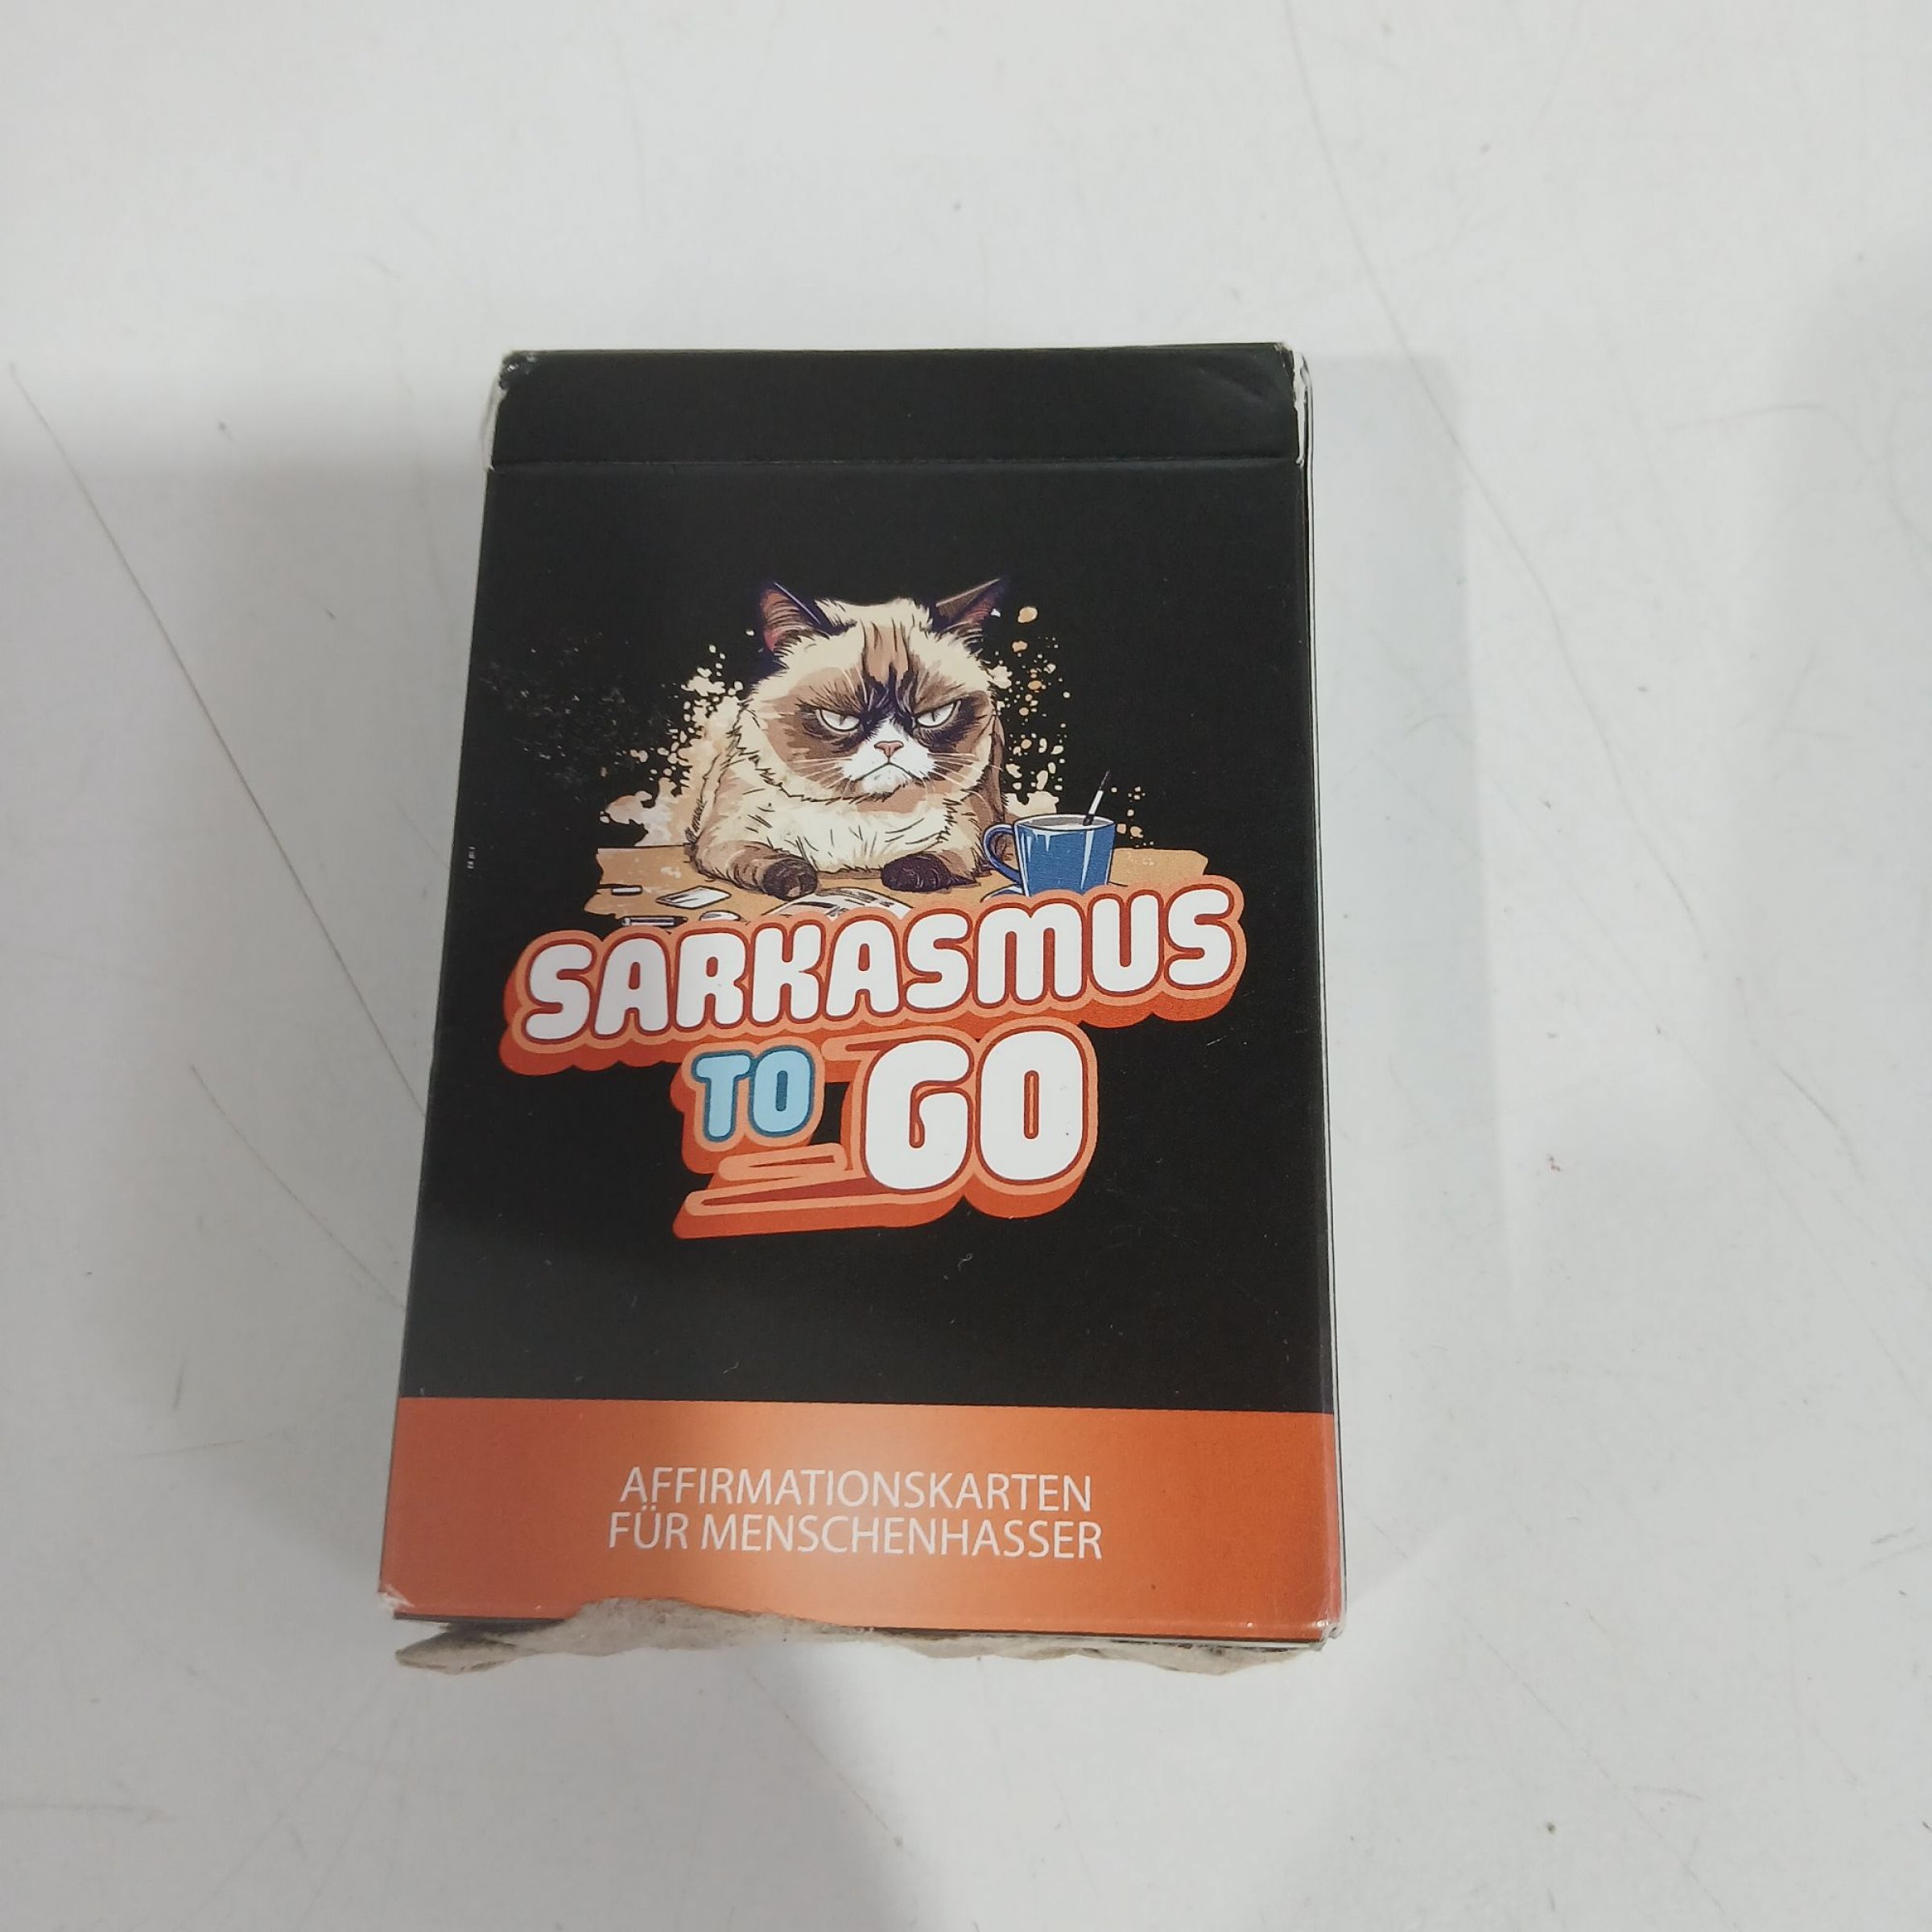 SARKASMUS
TO GO
AFFIRMATIONSKARTEN
FÜR MENSCHENHASSER